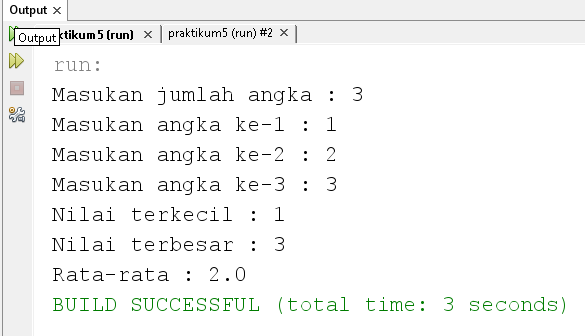 Output
ktikum5 (run) praktikum5 (run) #2
Output
run:
Masukan jumlah angka : 3
Masukan angka ke-1 : 1
Masukan angka ke-2 : 2
Masukan angka ke-3 : 3
Nilai terkecil : 1
Nilai terbesar : 3
Rata-rata : 2.0
BUILD SUCCESSFUL (total time: 3 seconds)